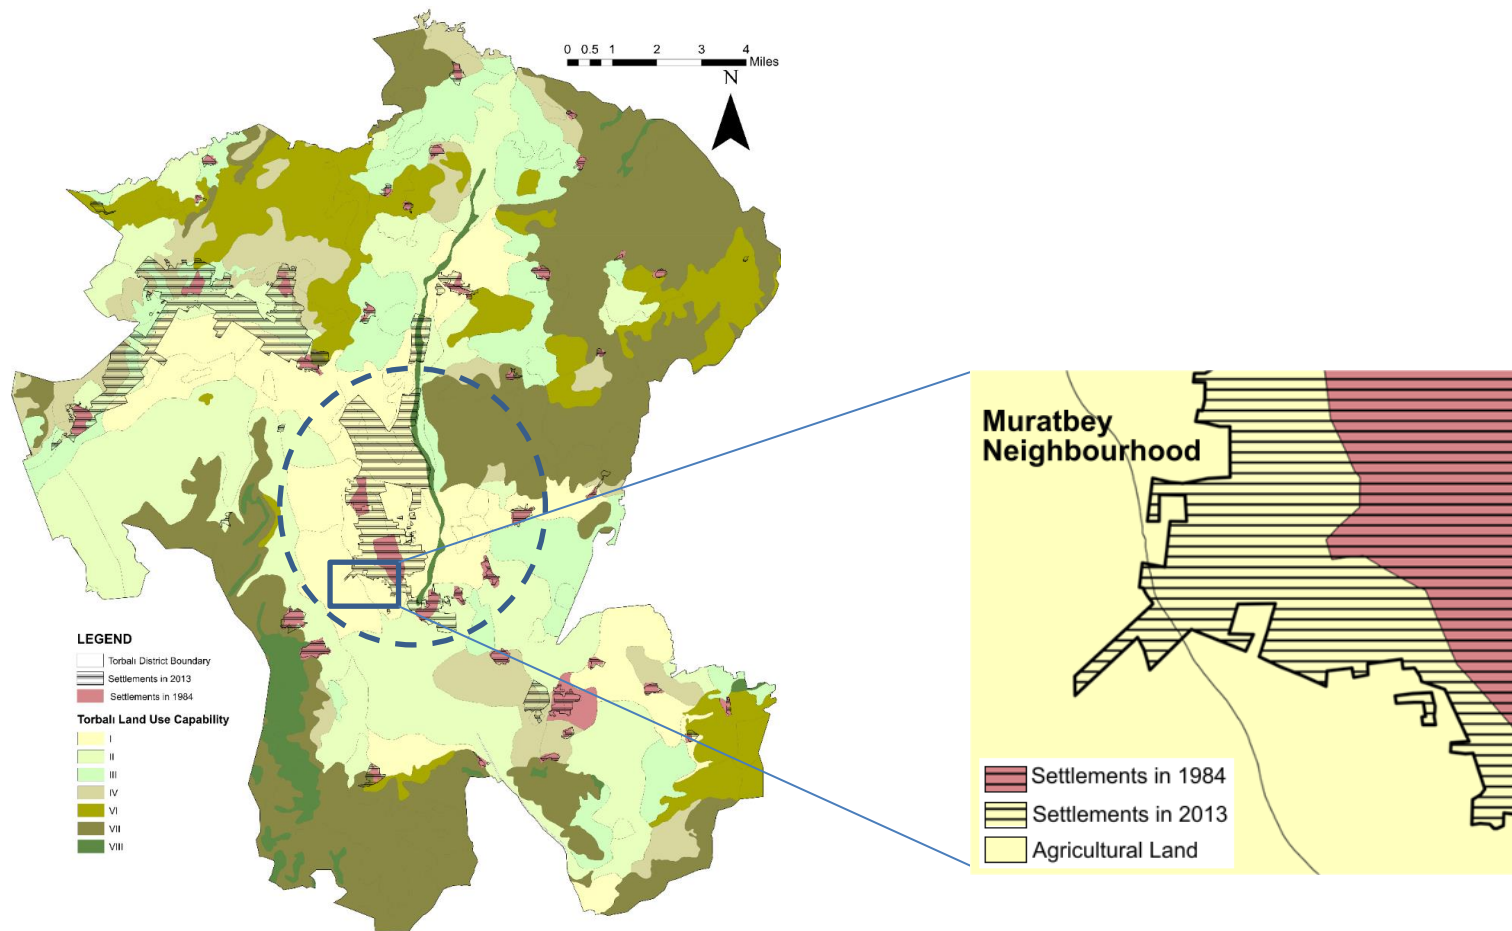 0 0.5 1 2 3 4
Miles
N
LEGEND
Torbalı District Boundary
Settlements in 2013
Settlements in 1984
Torbalı Land Use Capability
I
II
III
IV
VI
VII
VIII
Muratbey
Neighbourhood
Settlements in 1984
Settlements in 2013
Agricultural Land